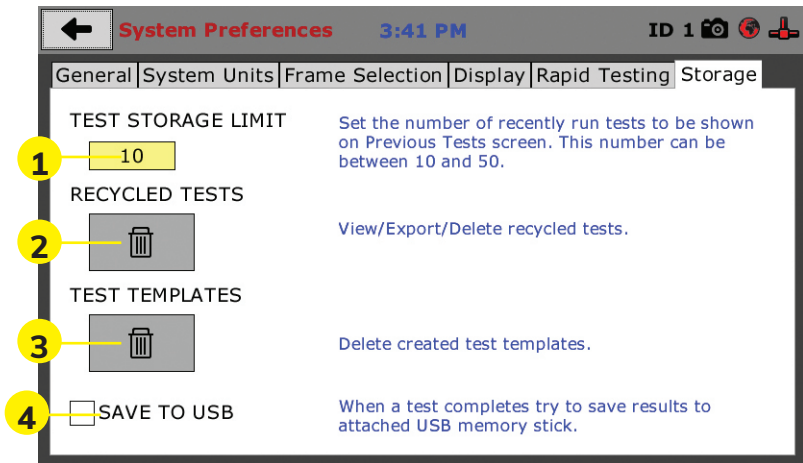 System Preferences 3:41 PM ID 1
General System Units Frame Selection Display Rapid Testing Storage
TEST STORAGE LIMIT
Set the number of recently run tests to be shown
on Previous Tests screen. This number can be
between 10 and 50.
1
10
RECYCLED TESTS
2
View/Export/Delete recycled tests.
TEST TEMPLATES
3
Delete created test templates.
4
SAVE TO USB
When a test completes try to save results to
attached USB memory stick.